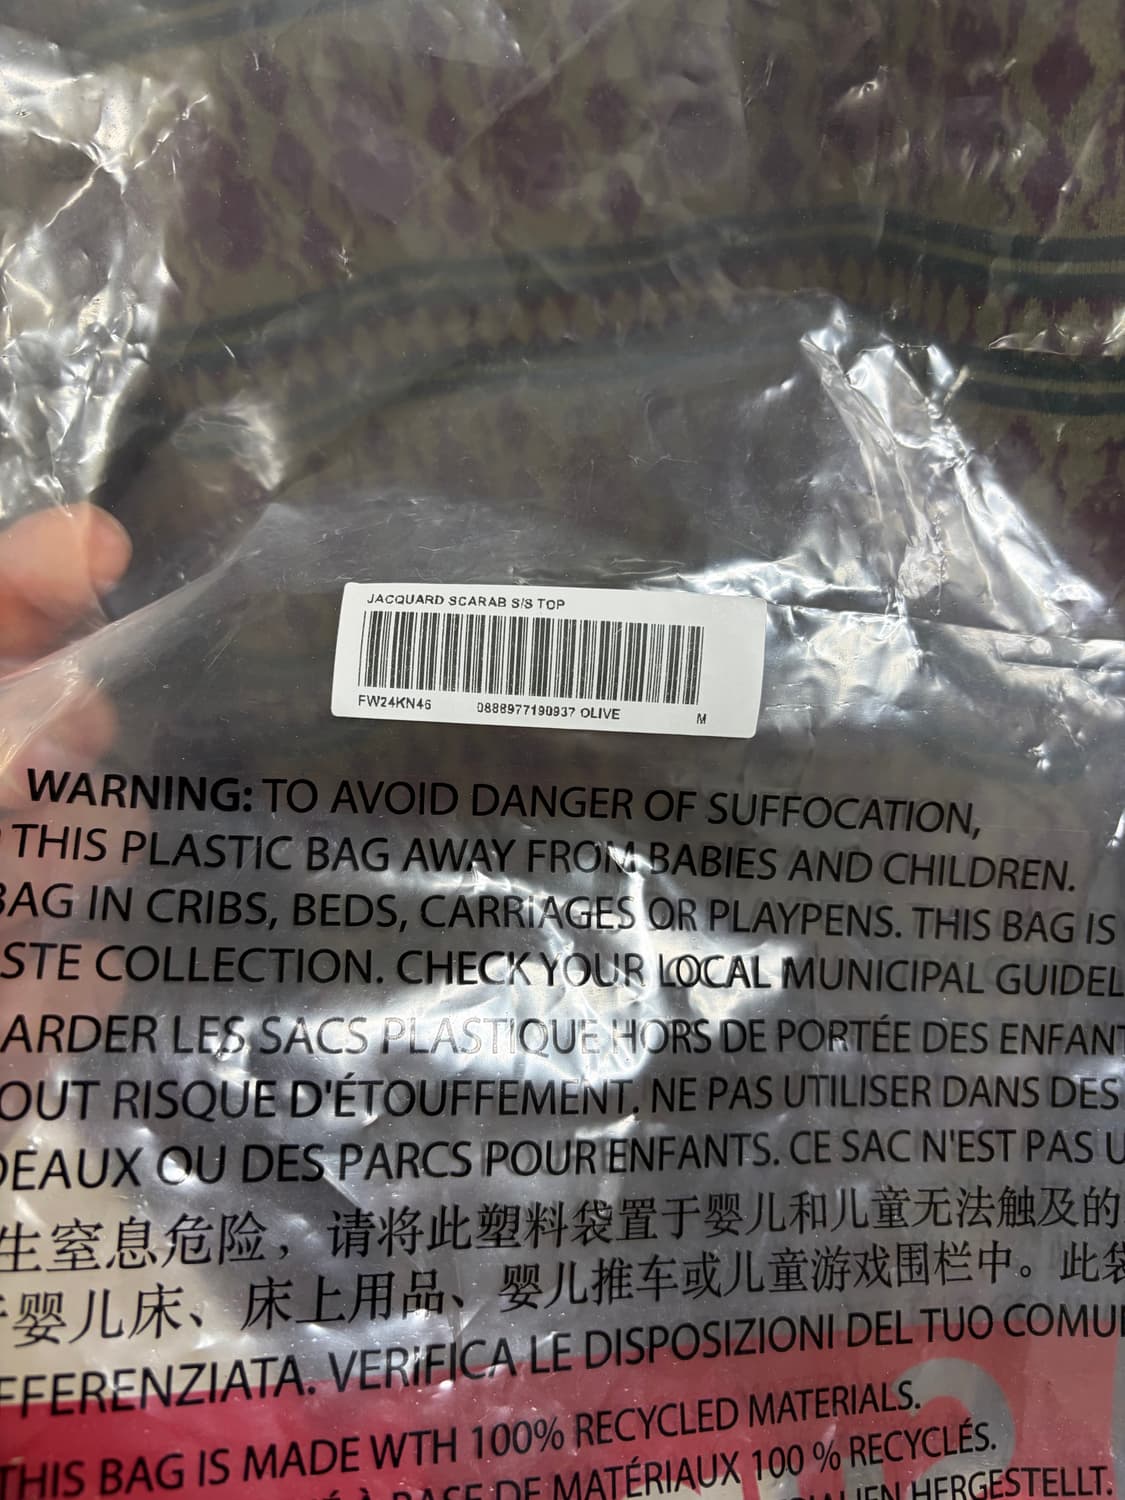 JACQUARD SCARAB S/S TOP
FW24KN46 0888977190937 OLIVE M
WARNING: TO AVOID DANGER OF SUFFOCATION,
THIS PLASTIC BAG AWAY FROM BABIES AND CHILDREN.
BAG IN CRIBS, BEDS, CARRIAGES OR PLAYPENS. THIS BAG IS
STE COLLECTION. CHECK YOUR LOCAL MUNICIPAL GUIDEL
ARDER LES SACS PLASTIQUE HORS DE PORTÉE DES ENFANT
OUT RISQUE D'ÉTOUFFEMENT. NE PAS UTILISER DANS DES
DEAUX OU DES PARCS POUR ENFANTS. CE SAC N'EST PAS U
生窒息危险，请将此塑料袋置于婴儿和儿童无法触及的
于婴儿床、床上用品、婴儿推车或儿童游戏围栏中。此袋
FFERENZIATA. VERIFICA LE DISPOSIZIONI DEL TUO COMU
THIS BAG IS MADE WTH 100% RECYCLED MATERIALS.
À BASE DE MATÉRIAUX 100 % RECYCLÉS.
HERGESTELLT.